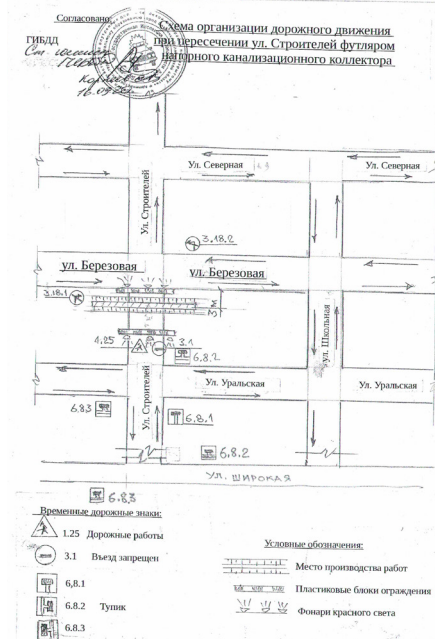 Согласовано:
ГИБДД
Схема организации дорожного движения
при пересечении ул. Строителей футляром
напорного канализационного коллектора
Ул. Северная
Ул. Северная
Ул. Строителей
3.18.2
ул. Березовая
ул. Березовая
3.18.1
3 м
1.25
3.1
6.8.2
ул. Школьная
Ул. Строителей
Ул. Уральская
Ул. Уральская
6.8.3
6.8.1
6.8.2
УЛ. ШИРОКАЯ
6.8.3
Временные дорожные знаки:
1.25 Дорожные работы
3.1 Въезд запрещен
6,8.1
6.8.2 Тупик
6.8.3
Условные обозначения:
Место производства работ
Пластиковые блоки ограждения
Фонари красного света